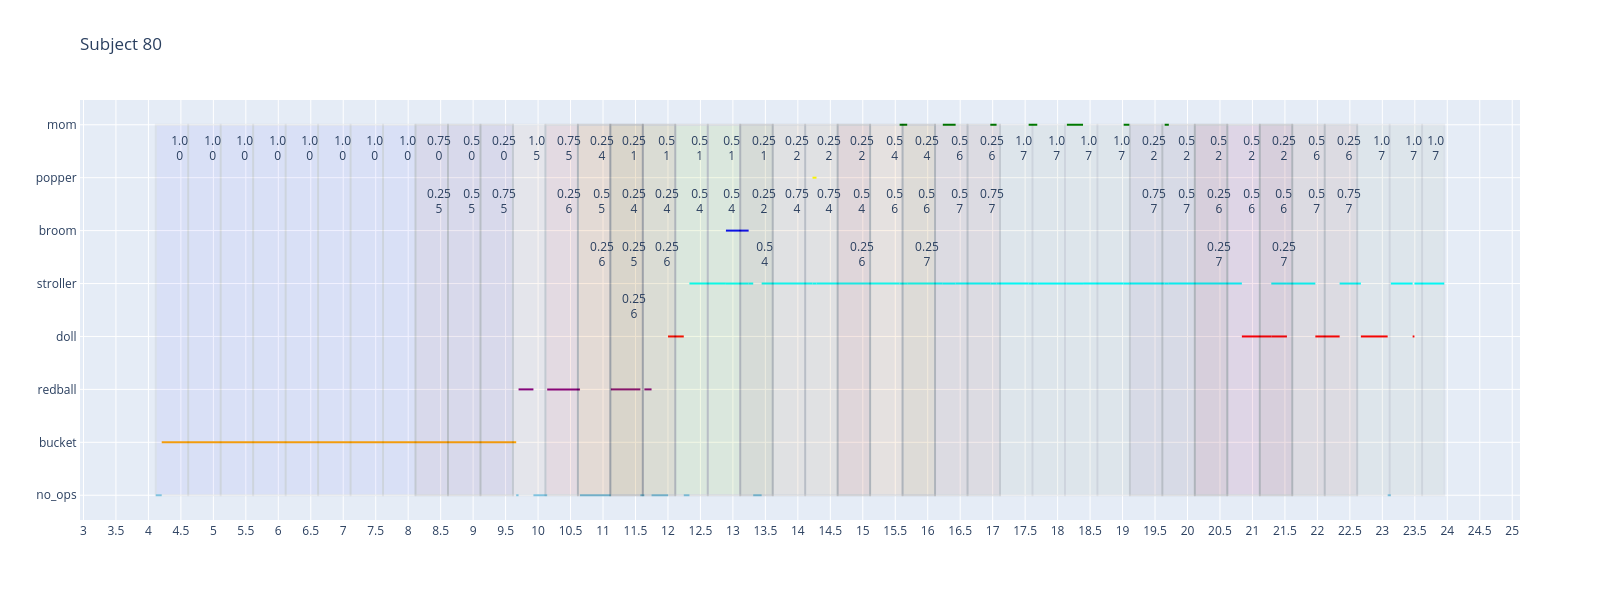 Subject 80
mom
1.0 1.0 1.0 1.0 1.0 1.0 1.0 1.0 0.75 0.5 0.25 1.0 0.75 0.25 0.25 0.5 0.5 0.5 0.25 0.25 0.25 0.25 0.5 0.25 0.5 0.25 1.0 1.0 1.0 1.0 0.25 0.5 0.5 0.5 0.25 0.5 0.25 1.0 1.0 1.0
0 0 0 0 0 0 0 0 0 0 0 5 5 4 1 1 1 1 1 2 2 2 4 4 6 6 7 7 7 7 2 2 2 2 2 6 6 7 7 7
popper
0.25 0.5 0.75 0.25 0.5 0.25 0.25 0.5 0.5 0.25 0.75 0.75 0.5 0.5 0.5 0.5 0.75 0.75 0.5 0.25 0.5 0.5 0.5 0.75
5 5 5 6 5 4 4 4 4 2 4 4 4 6 6 7 7 7 7 6 6 6 7 7
broom
0.25 0.25 0.25 0.5 0.25 0.25 0.25 0.25
6 5 6 4 6 7 7 7
stroller
0.25
6
doll
redball
bucket
no_ops
3 3.5 4 4.5 5 5.5 6 6.5 7 7.5 8 8.5 9 9.5 10 10.5 11 11.5 12 12.5 13 13.5 14 14.5 15 15.5 16 16.5 17 17.5 18 18.5 19 19.5 20 20.5 21 21.5 22 22.5 23 23.5 24 24.5 25